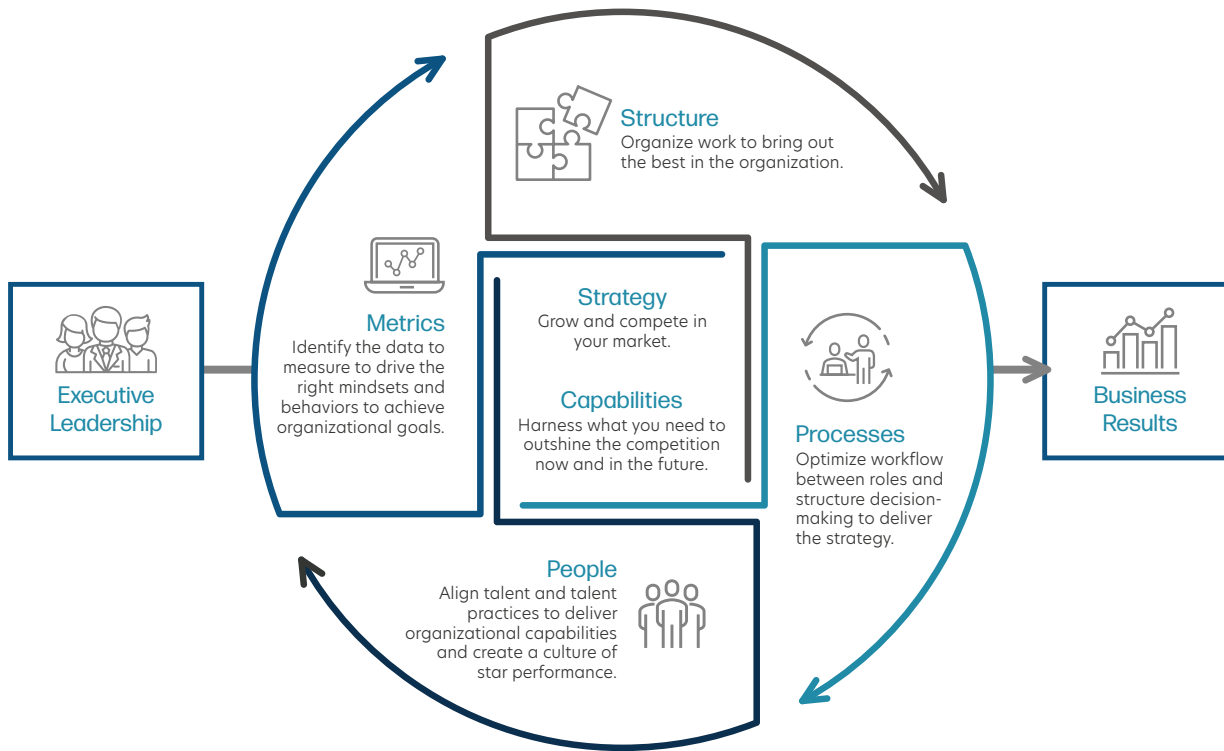 Structure
Organize work to bring out
the best in the organization.
Executive
Leadership
Metrics
Identify the data to
measure to drive the
right mindsets and
behaviors to achieve
organizational goals.
Strategy
Grow and compete in
your market.
Capabilities
Harness what you need to
outshine the competition
now and in the future.
Processes
Optimize workflow
between roles and
structure decision-
making to deliver
the strategy.
Business
Results
People
Align talent and talent
practices to deliver
organizational capabilities
and create a culture of
star performance.